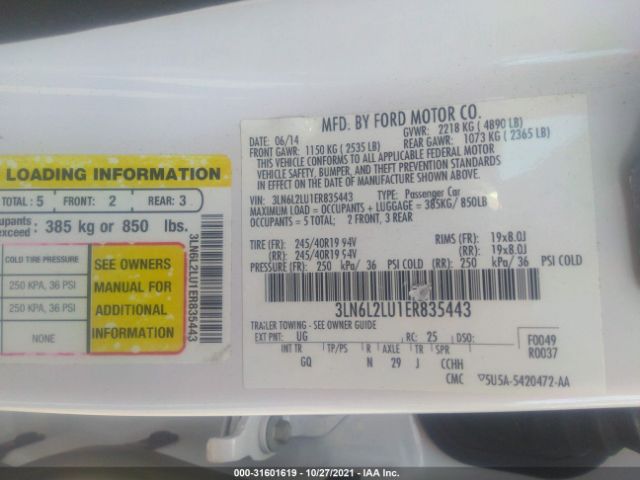 LOADING INFORMATION
TOTAL: 5 FRONT: 2 REAR: 3
385 kg or 850 lbs.
COLD TIRE PRESSURE
250 KPA, 36 PSI
250 KPA, 36 PSI
NONE
SEE OWNERS
MANUAL FOR
ADDITIONAL
INFORMATION
3LN6L2LU1ER835443
MFD. BY FORD MOTOR CO.
DATE: 06/14 GVWR: 2218 KG ( 4890 LB)
FRONT GAWR: 1150 KG ( 2535 LB) REAR GAWR: 1073 KG ( 2365 LB)
THIS VEHICLE CONFORMS TO ALL APPLICABLE FEDERAL MOTOR
VEHICLE SAFETY, BUMPER, AND THEFT PREVENTION STANDARDS
IN EFFECT ON THE DATE OF MANUFACTURE SHOWN ABOVE.
VIN: 3LN6L2LU1ER835443 TYPE: Passenger Car
MAXIMUM LOAD = OCCUPANTS + LUGGAGE = 385KG/ 850LB
OCCUPANTS = 5 TOTAL; 2 FRONT, 3 REAR
TIRE (FR): 245/40R19 94V RIMS (FR): 19x8.0J
(RR): 245/40R19 94V (RR): 19x8.0J
PRESSURE (FR): 250 kPa/ 36 PSI COLD (RR): 250 kPa/ 36 PSI COLD
3LN6L2LU1ER835443
TRAILER TOWING - SEE OWNER GUIDE
EXT PNT: UG RC: 25 DSO: F0049
R0037
INT TR TP/PS R AXLE TR SPR
GQ N 29 J CCHH
CMC 5U5A-5420472-AA
000-31601619 - 10/27/2021 - IAA Inc.